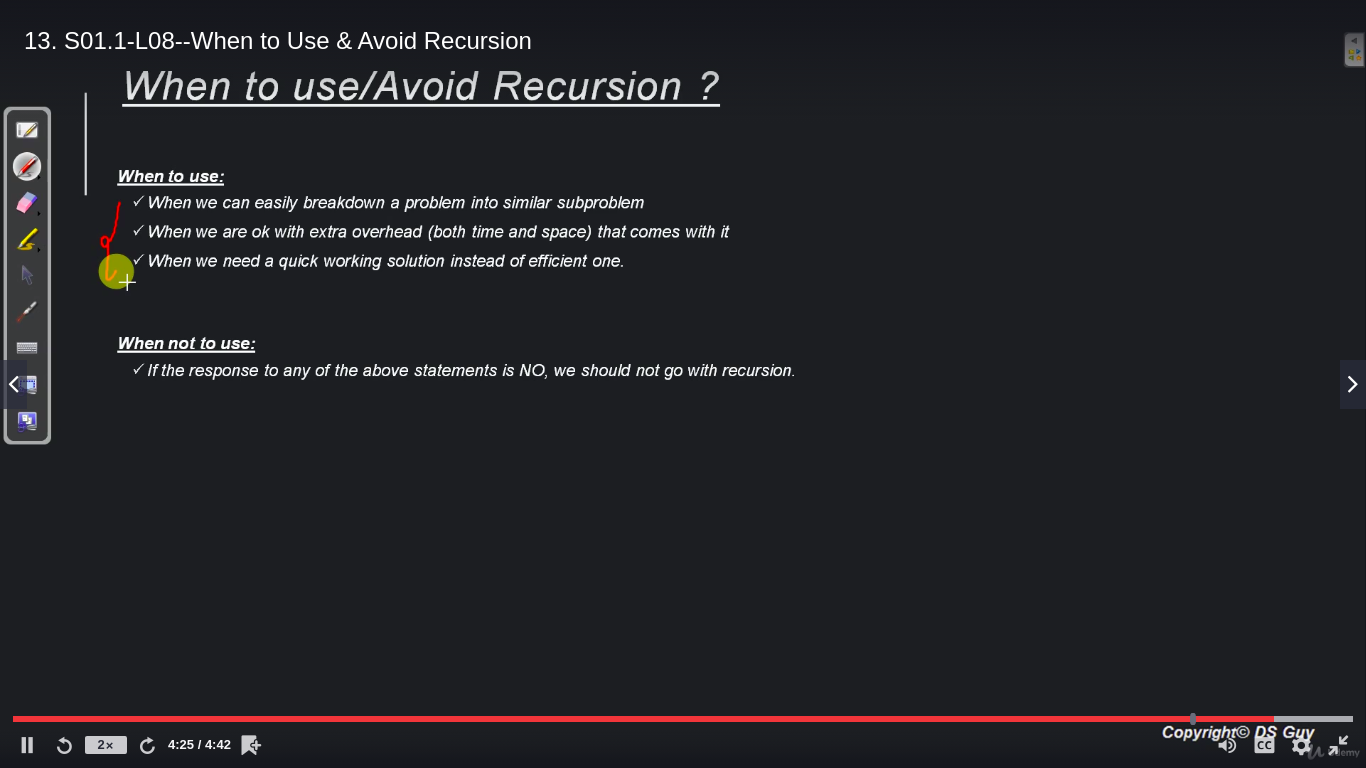 13. S01.1-L08--When to Use & Avoid Recursion
When to use/Avoid Recursion ?
When to use:
✓ When we can easily breakdown a problem into similar subproblem
✓ When we are ok with extra overhead (both time and space) that comes with it
✓ When we need a quick working solution instead of efficient one.
When not to use:
✓ If the response to any of the above statements is NO, we should not go with recursion.
Copyright© DS Guy
2x
4:25 / 4:42
CC